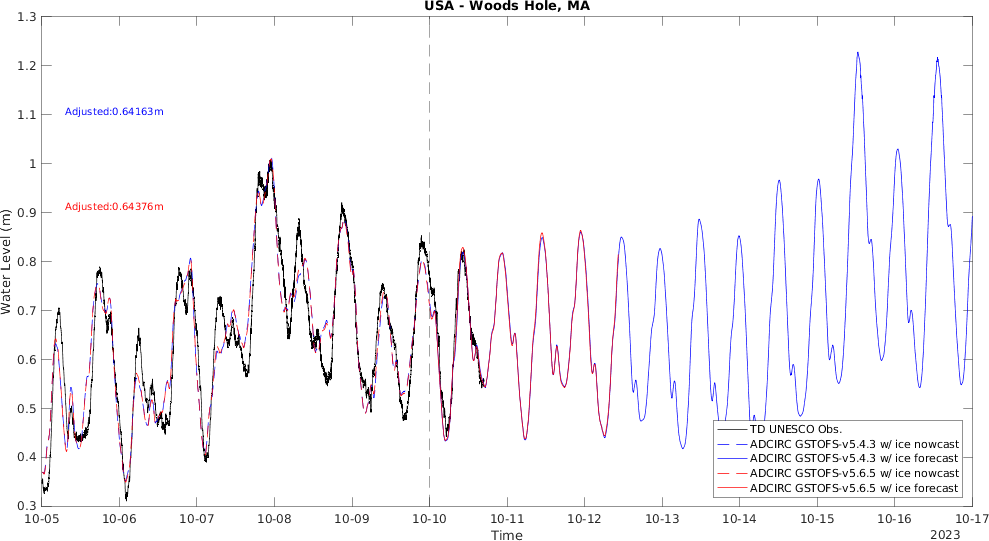 USA - Woods Hole, MA
Water Level (m)
1.3
1.2
1.1
1
0.9
0.8
0.7
0.6
0.5
0.4
0.3
Adjusted:0.64163m
Adjusted:0.64376m
TD UNESCO Obs.
ADCIRC GSTOFS-v5.4.3 w/ ice nowcast
ADCIRC GSTOFS-v5.4.3 w/ ice forecast
ADCIRC GSTOFS-v5.6.5 w/ ice nowcast
ADCIRC GSTOFS-v5.6.5 w/ ice forecast
10-05 10-06 10-07 10-08 10-09 10-10 10-11 10-12 10-13 10-14 10-15 10-16 10-17
Time
2023